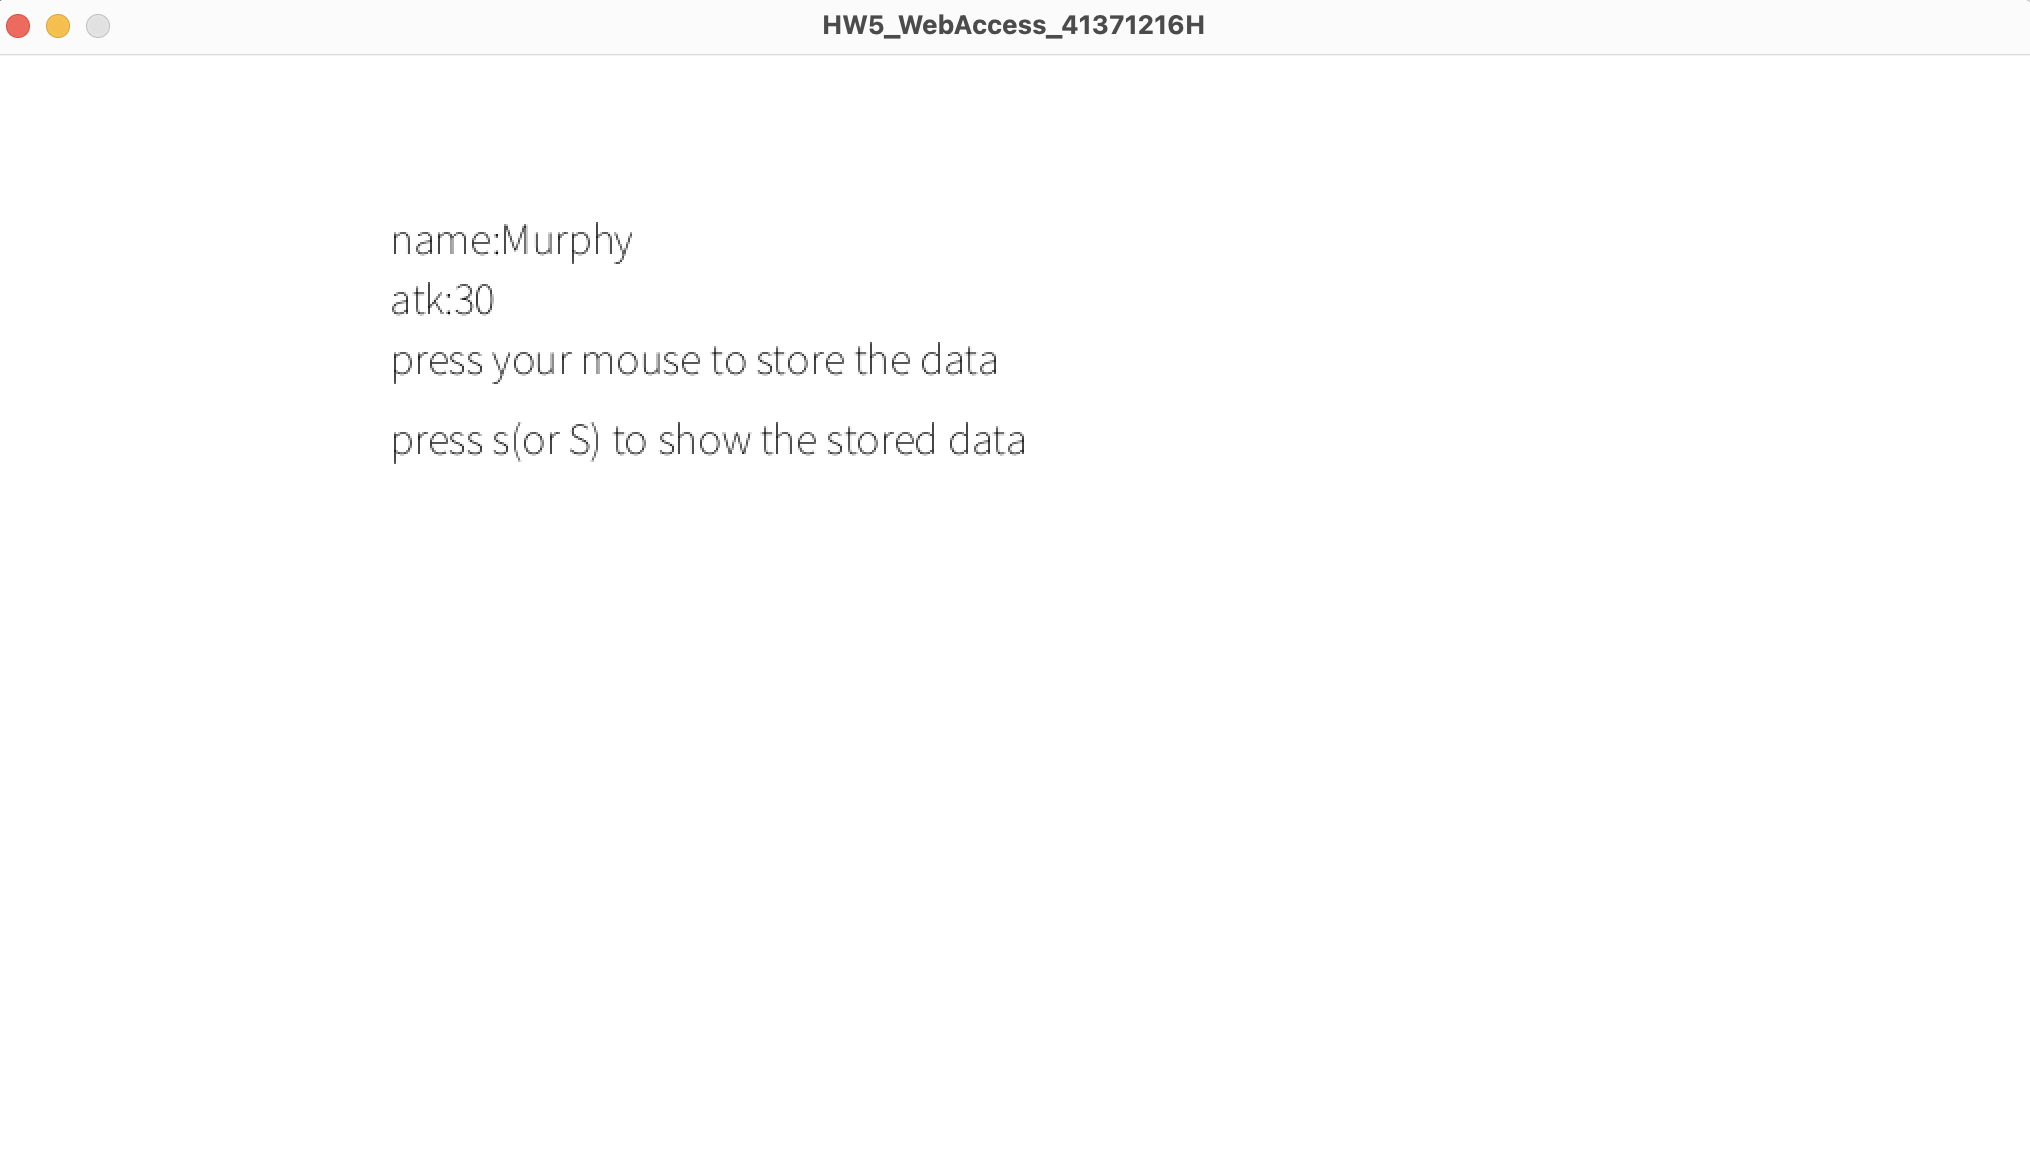 HW5_WebAccess_41371216H
name:Murphy
atk:30
press your mouse to store the data
press s(or S) to show the stored data